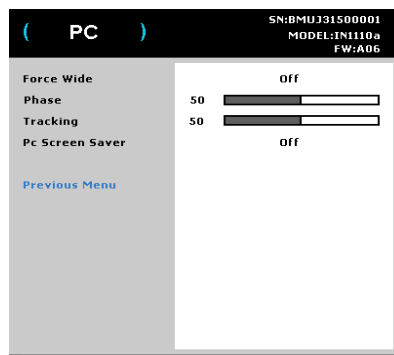 ( PC )
SN:BMUJ31500001
MODEL:IN1110a
FW:A06
Force Wide Off
Phase 50
Tracking 50
Pc Screen Saver Off
Previous Menu